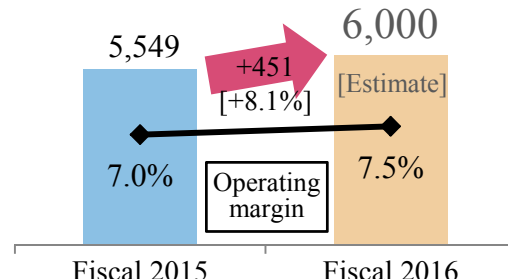 5,549
6,000
+451
[+8.1%]
[Estimate]
7.0%
7.5%
Operating
margin
Fiscal 2015
Fiscal 2016